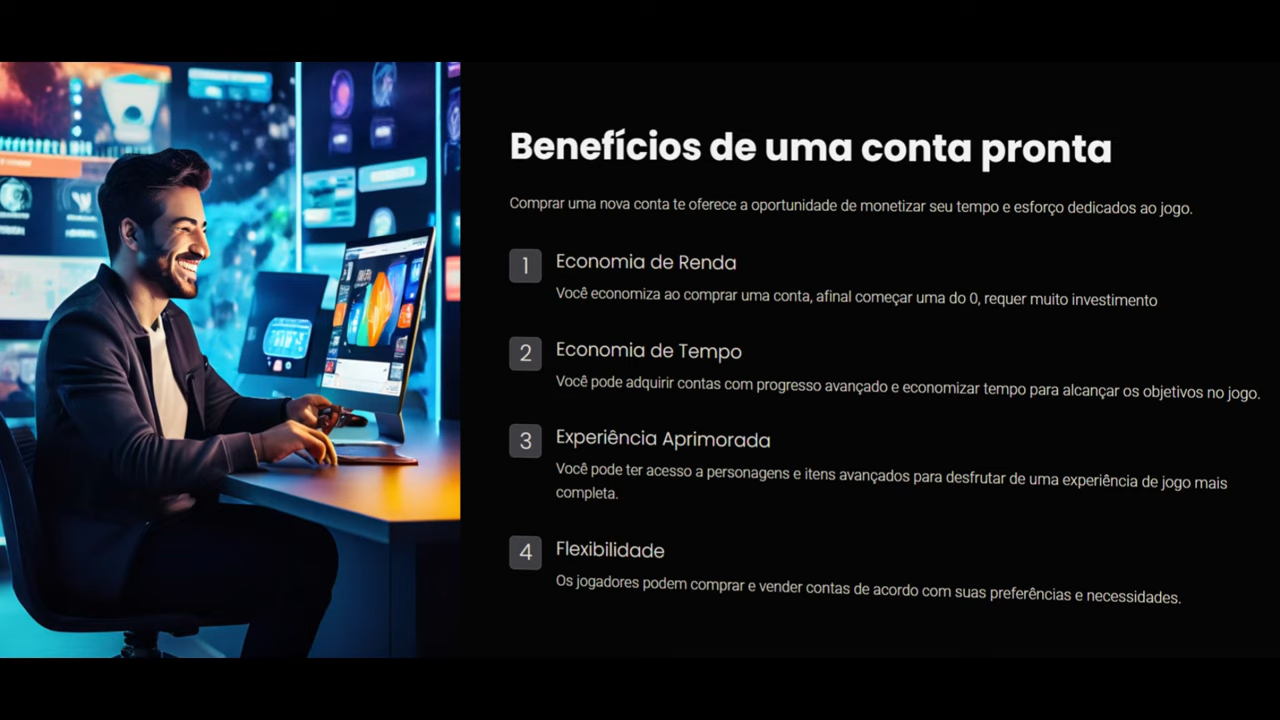 Benefícios de uma conta pronta
Comprar uma nova conta te oferece a oportunidade de monetizar seu tempo e esforço dedicados ao jogo.
1 Economia de Renda
Você economiza ao comprar uma conta, afinal começar uma do 0, requer muito investimento
2 Economia de Tempo
Você pode adquirir contas com progresso avançado e economizar tempo para alcançar os objetivos no jogo.
3 Experiência Aprimorada
Você pode ter acesso a personagens e itens avançados para desfrutar de uma experiência de jogo mais
completa.
4 Flexibilidade
Os jogadores podem comprar e vender contas de acordo com suas preferências e necessidades.